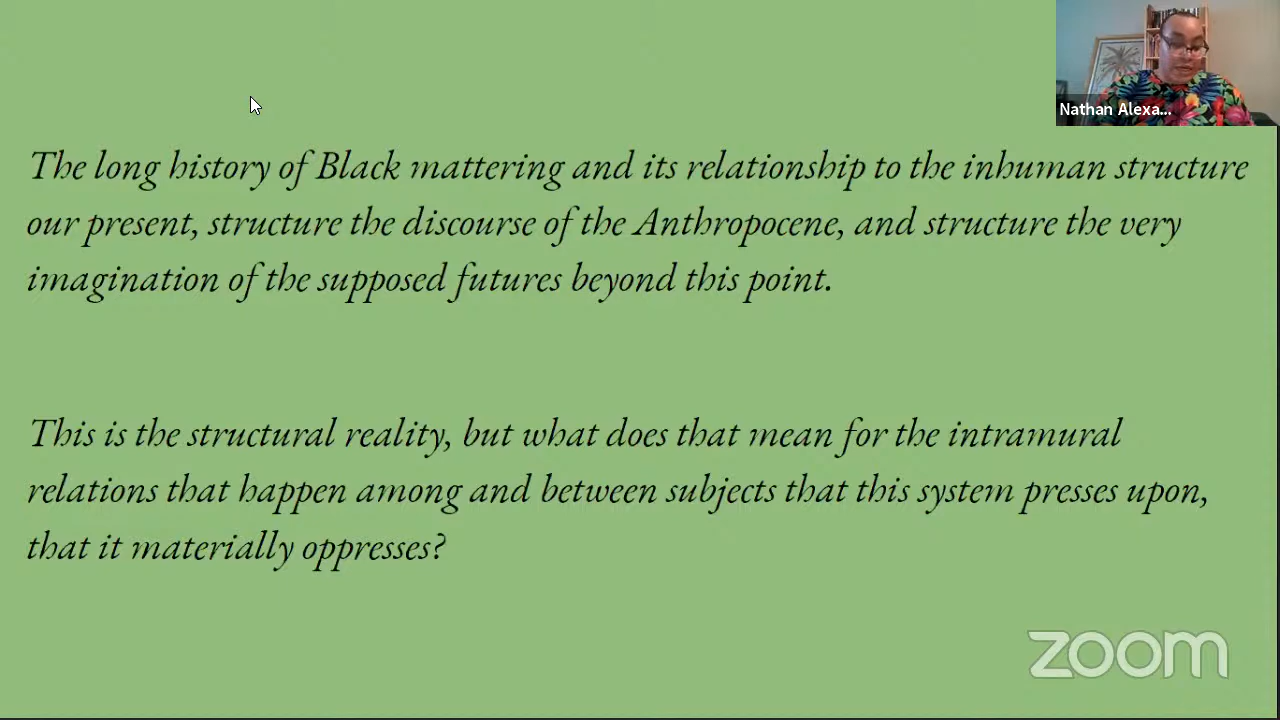 Nathan Alexa...
The long history of Black mattering and its relationship to the inhuman structure
our present, structure the discourse of the Anthropocene, and structure the very
imagination of the supposed futures beyond this point.
This is the structural reality, but what does that mean for the intramural
relations that happen among and between subjects that this system presses upon,
that it materially oppresses?
zoom